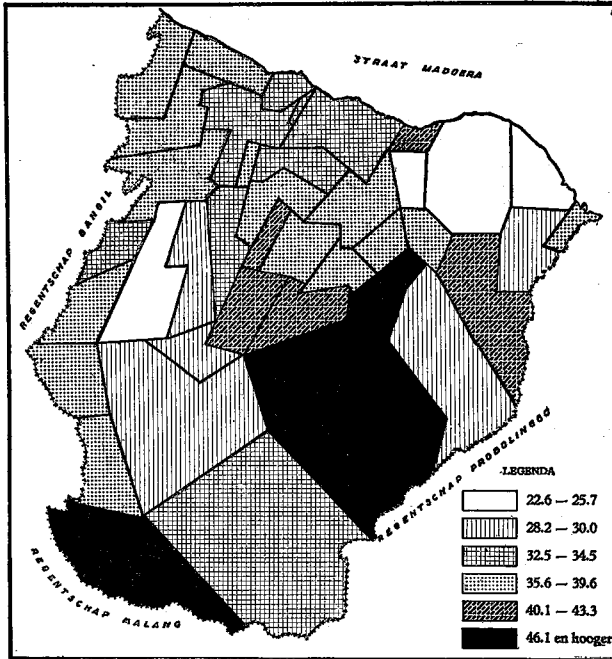 STRAAT MADOERA
REGENTSCHAP BANGIL
REGENTSCHAP PROBOLINGGO
REGENTSCHAP MALANG
LEGENDA
22.6 — 25.7
28.2 — 30.0
32.5 — 34.5
35.6 — 39.6
40.1 — 43.3
46.1 en hooger